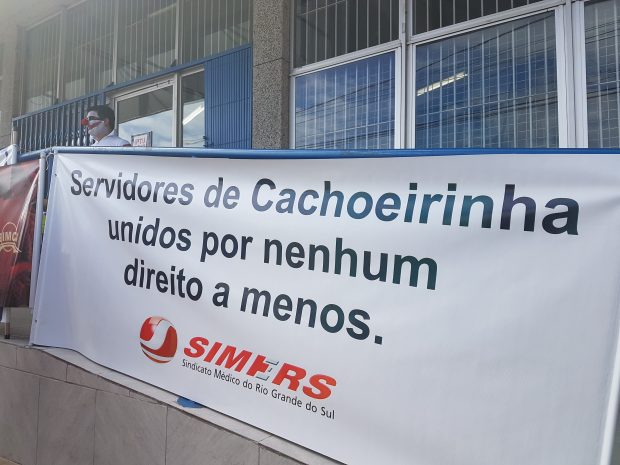 Servidores de Cachoeirinha
unidos por nenhum
direito a menos.
SIMERS
Sindicato Médico do Rio Grande do Sul